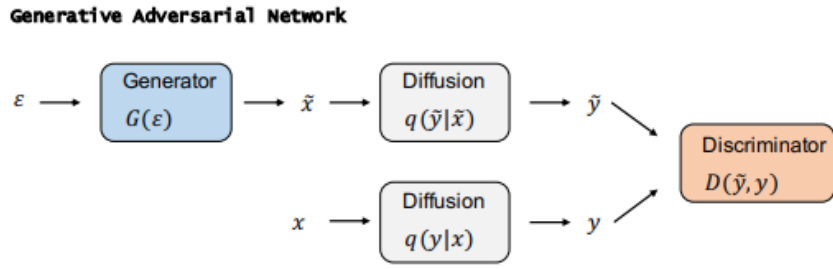 Generative Adversarial Network
Generator
Diffusion
ε
x̃
ỹ
G(ε)
q(ỹ|x̃)
Discriminator
D(ỹ, y)
Diffusion
x
y
q(y|x)